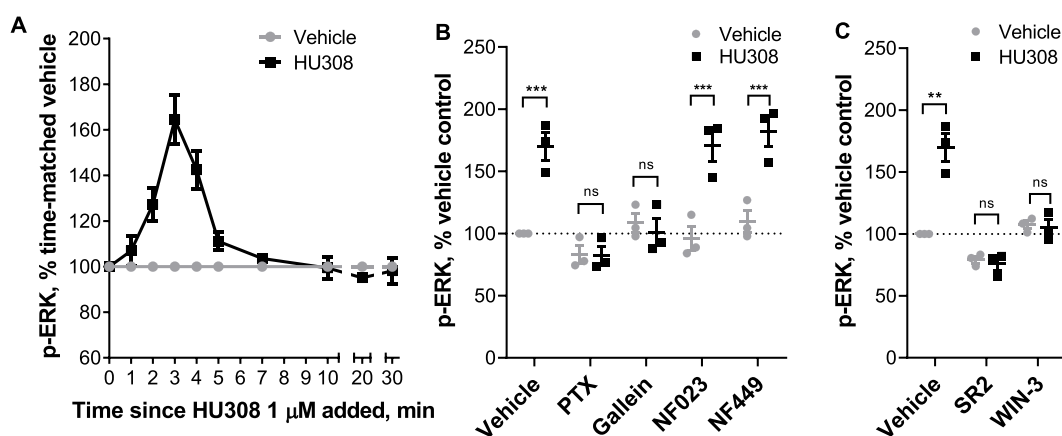 A
Vehicle
HU308
p-ERK, % time-matched vehicle
200
180
160
140
120
100
80
60
0 1 2 3 4 5 6 7 8 9 10 20 30
Time since HU308 1 μM added, min
B
Vehicle
HU308
p-ERK, % vehicle control
250
200
150
100
50
0
***
ns
ns
***
***
Vehicle
PTX
Gallein
NF023
NF449
C
Vehicle
HU308
p-ERK, % vehicle control
250
200
150
100
50
0
**
ns
ns
Vehicle
SR2
WIN-3